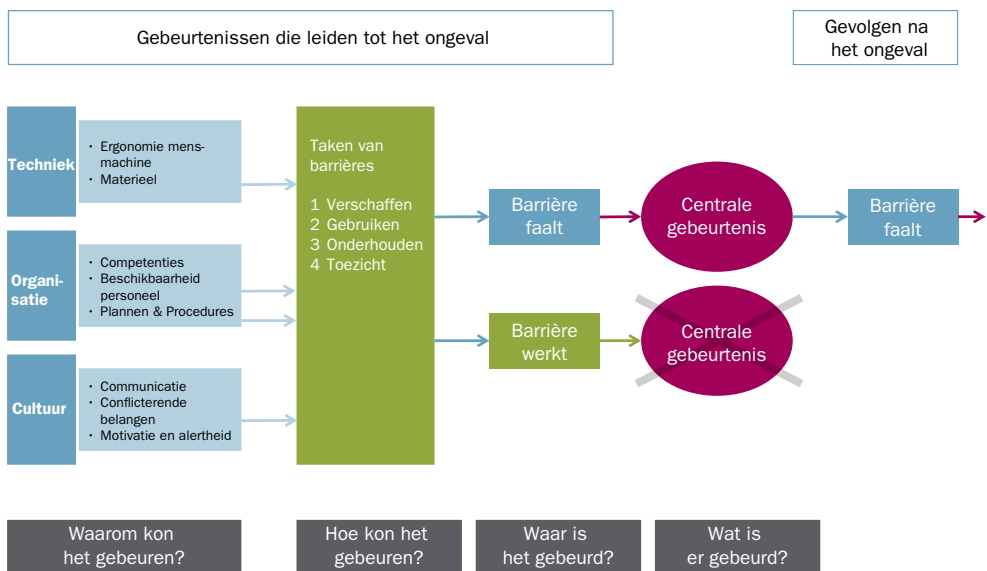 Gebeurtenissen die leiden tot het ongeval
Gevolgen na
het ongeval
Techniek
· Ergonomie mens-
machine
· Materieel
Organi-
satie
· Competenties
· Beschikbaarheid
personeel
· Plannen & Procedures
Cultuur
· Communicatie
· Conflicterende
belangen
· Motivatie en alertheid
Taken van
barrières
1 Verschaffen
2 Gebruiken
3 Onderhouden
4 Toezicht
Barrière
faalt
Centrale
gebeurtenis
Barrière
faalt
Barrière
werkt
Centrale
gebeurtenis
Waarom kon
het gebeuren?
Hoe kon het
gebeuren?
Waar is
het gebeurd?
Wat is
er gebeurd?